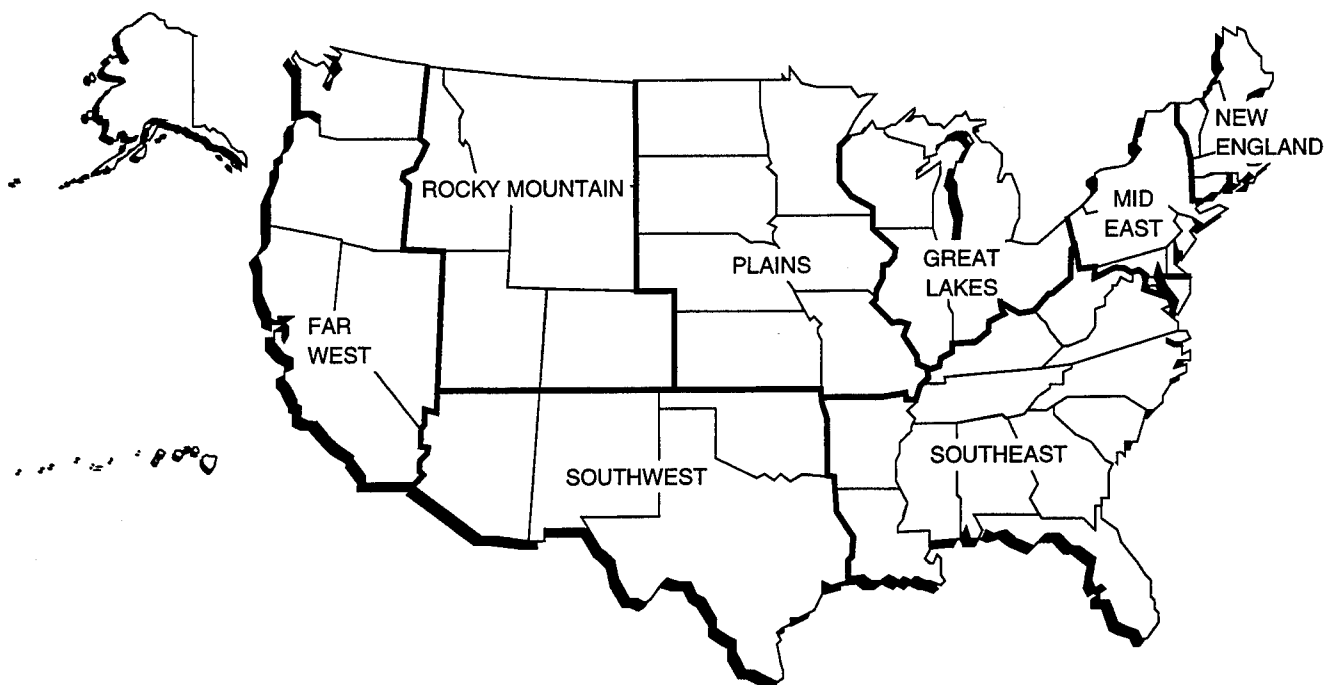 NEW
ENGLAND
ROCKY MOUNTAIN
MID
EAST
PLAINS
GREAT
LAKES
FAR
WEST
SOUTHEAST
SOUTHWEST